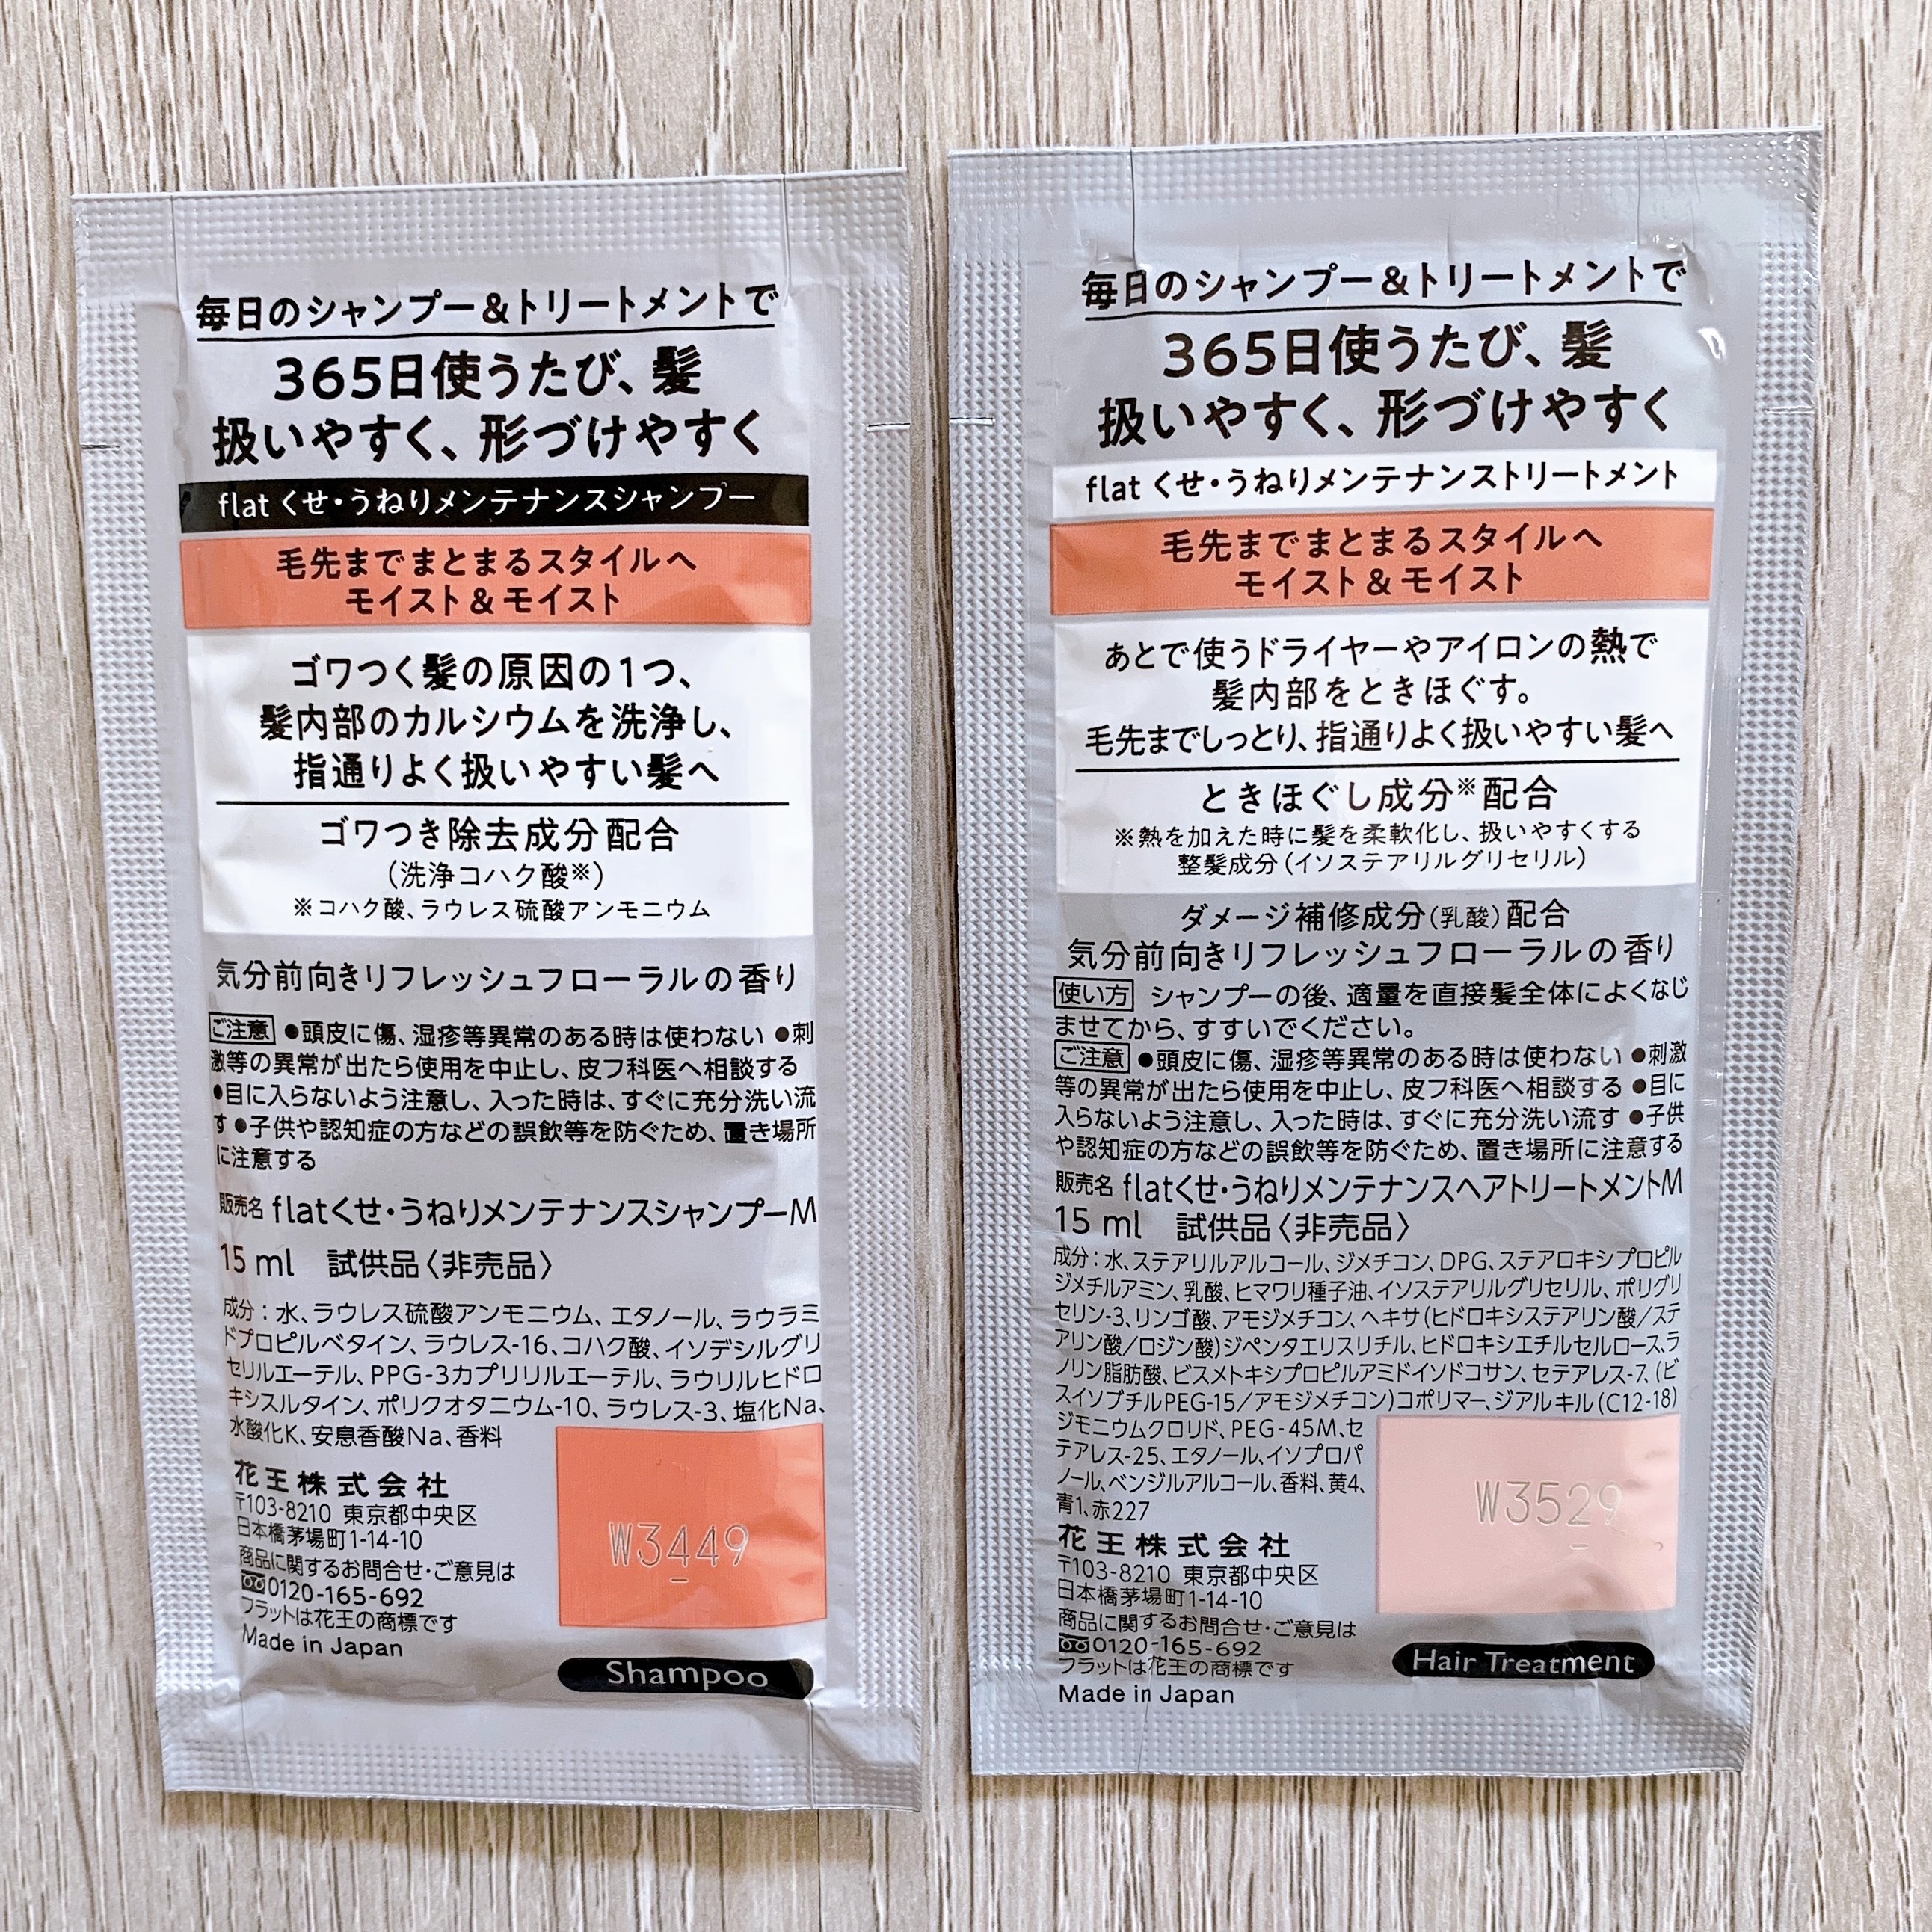 毎日のシャンプー&トリートメントで
365日使うたび、髪
扱いやすく、形づけやすく
flat くせ・うねりメンテナンスシャンプー
毛先までまとまるスタイルへ
モイスト&モイスト
ゴワつく髪の原因の1つ、
髪内部のカルシウムを洗浄し、
指通りよく扱いやすい髪へ
ゴワつき除去成分配合
(洗浄コハク酸※)
※コハク酸、ラウレス硫酸アンモニウム
気分前向きリフレッシュフローラルの香り
ご注意 ●頭皮に傷、湿疹等異常のある時は使わない ●刺
激等の異常が出たら使用を中止し、皮フ科医へ相談する
●目に入らないよう注意し、入った時は、すぐに充分洗い流
す ●子供や認知症の方などの誤飲等を防ぐため、置き場所
に注意する
販売名 flatくせ・うねりメンテナンスシャンプーM
15 ml 試供品〈非売品〉
成分:水、ラウレス硫酸アンモニウム、エタノール、ラウラミ
ドプロピルベタイン、ラウレス-16、コハク酸、イソデシルグリ
セリルエーテル、PPG-3カプリリルエーテル、ラウリルヒドロ
キシスルタイン、ポリクオタニウム-10、ラウレス-3、塩化Na、
水酸化K、安息香酸Na、香料
花王株式会社
〒103-8210 東京都中央区
日本橋茅場町1-14-10
商品に関するお問合せ・ご意見は
0120-165-692
フラットは花王の商標です
Made in Japan
W3449
Shampoo
毎日のシャンプー&トリートメントで
365日使うたび、髪
扱いやすく、形づけやすく
flat くせ・うねりメンテナンストリートメント
毛先までまとまるスタイルへ
モイスト&モイスト
あとで使うドライヤーやアイロンの熱で
髪内部をときほぐす。
毛先までしっとり、指通りよく扱いやすい髪へ
ときほぐし成分※配合
※熱を加えた時に髪を柔軟化し、扱いやすくする
整髪成分(イソステアリルグリセリル)
ダメージ補修成分(乳酸)配合
気分前向きリフレッシュフローラルの香り
使い方 シャンプーの後、適量を直接髪全体によくなじ
ませてから、すすいでください。
ご注意 ●頭皮に傷、湿疹等異常のある時は使わない ●刺激
等の異常が出たら使用を中止し、皮フ科医へ相談する ●目に
入らないよう注意し、入った時は、すぐに充分洗い流す ●子供
や認知症の方などの誤飲等を防ぐため、置き場所に注意する
販売名 flatくせ・うねりメンテナンスヘアトリートメントM
15 ml 試供品〈非売品〉
成分:水、ステアリルアルコール、ジメチコン、DPG、ステアロキシプロピル
ジメチルアミン、乳酸、ヒマワリ種子油、イソステアリルグリセリル、ポリグリ
セリン-3、リンゴ酸、アモジメチコン、ヘキサ(ヒドロキシステアリン酸/ステ
アリン酸/ロジン酸)ジペンタエリスリチル、ヒドロキシエチルセルロース、ラ
ノリン脂肪酸、ビスメトキシプロピルアミドイソドコサン、セテアレス-7、(ビ
スイソブチルPEG-15/アモジメチコン)コポリマー、ジアルキル(C12-18)
ジモニウムクロリド、PEG-45M、セ
テアレス-25、エタノール、イソプロパ
ノール、ベンジルアルコール、香料、黄4、
青1、赤227
花王株式会社
〒103-8210 東京都中央区
日本橋茅場町1-14-10
商品に関するお問合せ・ご意見は
0120-165-692
フラットは花王の商標です
Made in Japan
W3529
Hair Treatment